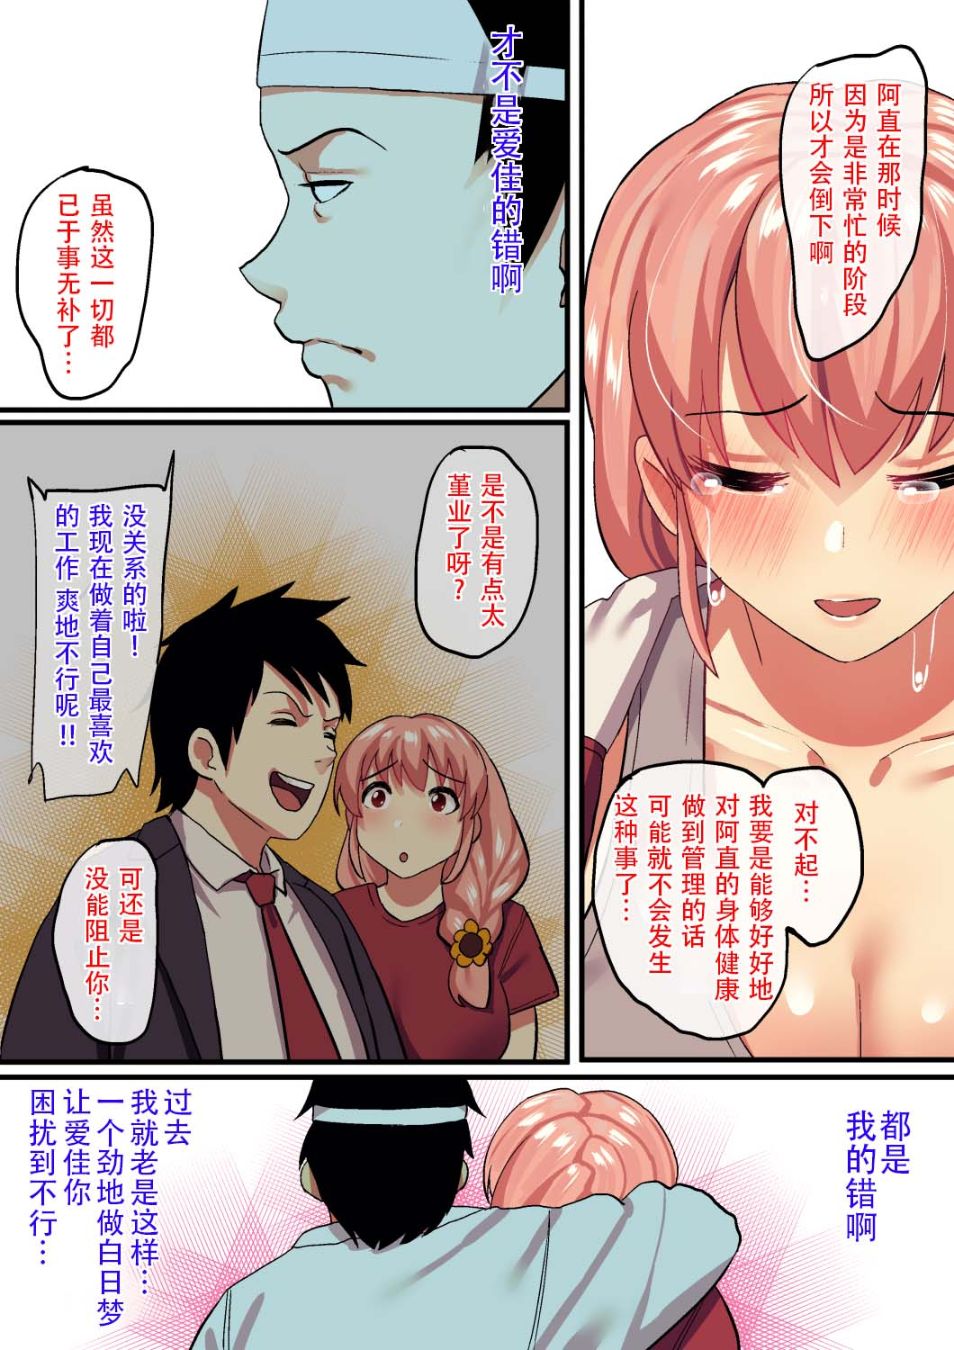 阿直在那时候
因为是非常忙的阶段
所以才会倒下啊
对不起…
我要是能够好好地
对阿直的身体健康
做到管理的话
可能就不会发生
这种事了…
才不是爱佳的错啊
虽然这一切都
已于事无补了…
是不是有点太
堇业了呀?
没关系的啦!
我现在做着自己最喜欢
的工作 爽地不行呢!!
可还是
没能阻止你…
都是
我的错啊
过去
我就老是这样…
一个劲地做白日梦
让爱佳你
困扰到不行…